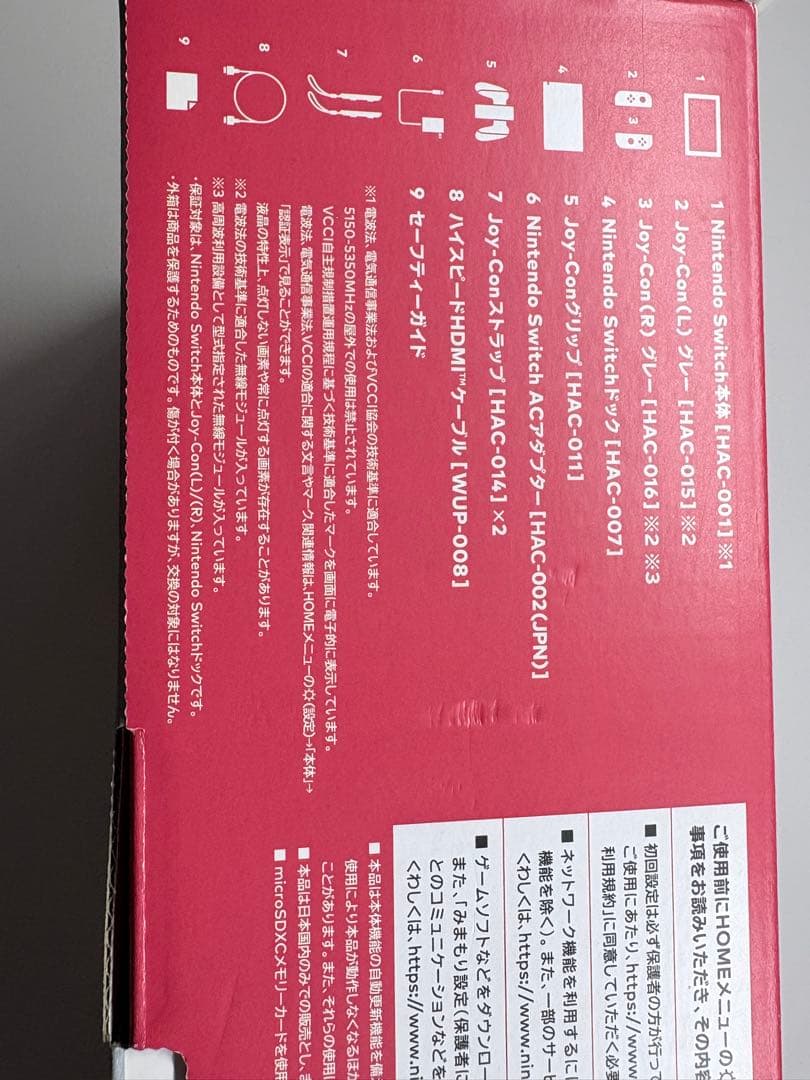 1
2
3
4
5
6
7
8
9
1 Nintendo Switch本体 [HAC-001] ※1
2 Joy-Con(L) グレー [HAC-015] ※2
3 Joy-Con(R) グレー [HAC-016] ※2 ※3
4 Nintendo Switchドック [HAC-007]
5 Joy-Conグリップ [HAC-011]
6 Nintendo Switch ACアダプター [HAC-002(JPN)]
7 Joy-Conストラップ [HAC-014] ×2
8 ハイスピードHDMI™ケーブル [WUP-008]
9 セーフティーガイド
※1 電波法、電気通信事業法およびVCCI協会の技術基準に適合しています。
5150-5350MHzの屋外での使用は禁止されています。
VCCI自主規制措置運用規程に基づく技術基準に適合したマークを画面に電子的に表示しています。
電波法、電気通信事業法、VCCIの適合に関する文言やマーク、関連情報は、HOMEメニューの(設定)→「本体」→
「認証表示」で見ることができます。
液晶の特性上、点灯しない画素や常に点灯する画素が存在することがあります。
※2 電波法の技術基準に適合した無線モジュールが入っています。
※3 高周波利用設備として型式指定された無線モジュールが入っています。
・保証対象は、Nintendo Switch本体とJoy-Con(L)/(R)、Nintendo Switchドックです。
・外箱は商品を保護するためのものです。傷が付く場合がありますが、交換の対象にはなりません。
ご使用前にHOMEメニューの
事項をお読みいただき、その内容
■ 初回設定は必ず保護者の方が行って
ご使用にあたり、https://www
利用規約」に同意していただく必要
■ ネットワーク機能を利用するに
機能を除く)。また、一部のサービ
くわしくは、https://www.nin
■ ゲームソフトなどをダウンロー
また、「みまもり設定(保護者に
とのコミュニケーションなどを
くわしくは、https://www.ni
■ 本品は本体機能の自動更新機能を備
使用により本品が動作しなくなるほか
ことがあります。また、それらの使用に
■ 本品は日本国内のみでの販売とし、ま
■ microSDXCメモリーカードを使用